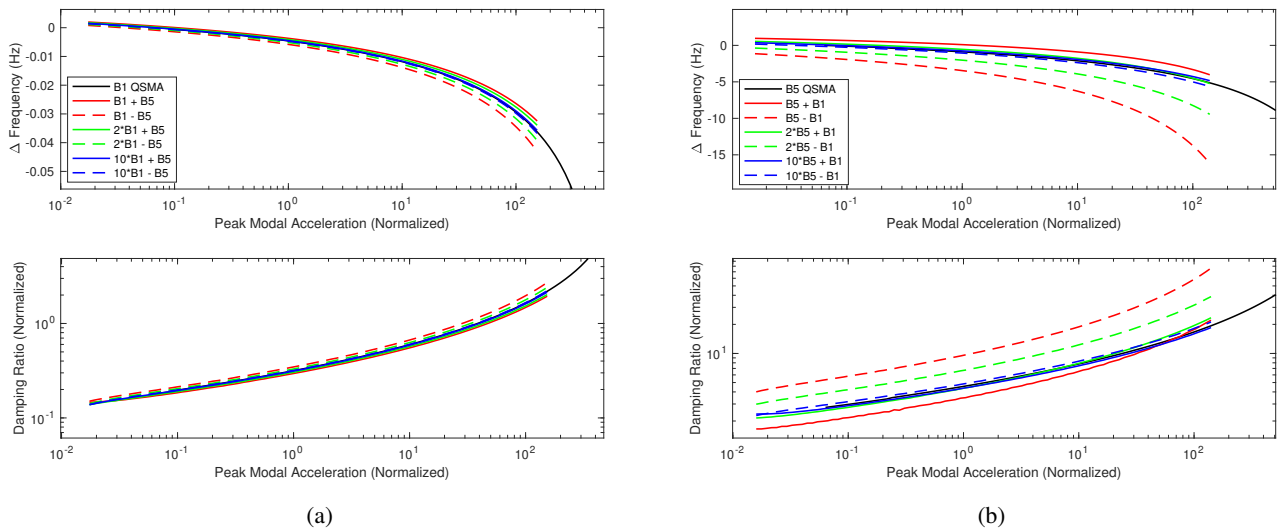 0
-0.01
-0.02
-0.03
-0.04
-0.05
Δ Frequency (Hz)
B1 QSMA
B1 + B5
B1 - B5
2*B1 + B5
2*B1 - B5
10*B1 + B5
10*B1 - B5
10^-2 10^-1 10^0 10^1 10^2
Peak Modal Acceleration (Normalized)
10^0
10^-1
Damping Ratio (Normalized)
10^-2 10^-1 10^0 10^1 10^2
Peak Modal Acceleration (Normalized)
(a)
0
-5
-10
-15
Δ Frequency (Hz)
B5 QSMA
B5 + B1
B5 - B1
2*B5 + B1
2*B5 - B1
10*B5 + B1
10*B5 - B1
10^-1 10^0 10^1 10^2
Peak Modal Acceleration (Normalized)
10^1
Damping Ratio (Normalized)
10^-2 10^-1 10^0 10^1 10^2
Peak Modal Acceleration (Normalized)
(b)